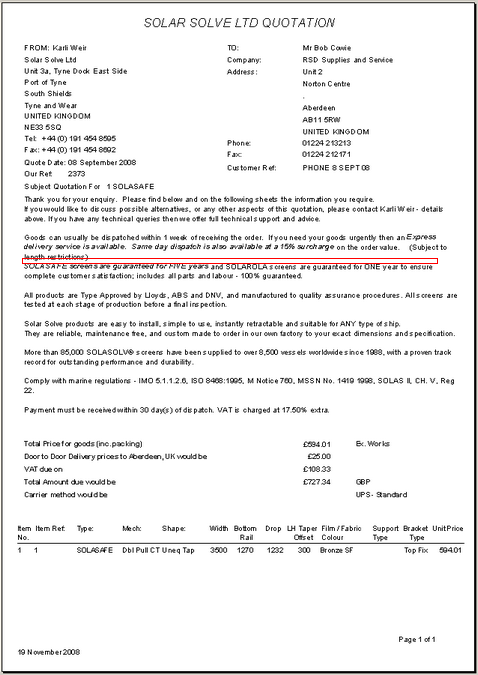 SOLAR SOLVE LTD QUOTATION
FROM: Karli Weir
Solar Solve Ltd
Unit 3a, Tyne Dock East Side
Port of Tyne
South Shields
Tyne and Wear
UNITED KINGDOM
NE33 5SQ
Tel: +44 (0) 191 454 8595
Fax: +44 (0) 191 454 8692
Quote Date: 08 September 2008
Our Ref: 2373
TO: Mr Bob Cowie
Company: RSD Supplies and Service
Address: Unit 2
Norton Centre
.
Aberdeen
AB11 5RW
UNITED KINGDOM
Phone: 01224 213213
Fax: 01224 212171
Customer Ref: PHONE 8 SEPT 08
Subject Quotation For 1 SOLASAFE
Thank you for your enquiry. Please find below and on the following sheets the information you require.
If you would like to discuss possible alternatives, or any other aspects of this quotation, please contact Karli Weir - details
above. If you have any technical queries then we offer full technical support and advice.
Goods can usually be dispatched within 1 week of receiving the order. If you need your goods urgently then an Express
delivery service is available. Same day dispatch is also available at a 15% surcharge on the order value. (Subject to
length restrictions)
SOLASAFE screens are guaranteed for FIVE years and SOLAROLA screens are guaranteed for ONE year to ensure
complete customer satisfaction; includes all parts and labour - 100% guaranteed.
All products are Type Approved by Lloyds, ABS and DNV, and manufactured to quality assurance procedures. All screens are
tested at each stage of production before a final inspection.
Solar Solve products are easy to install, simple to use, instantly retractable and suitable for ANY type of ship.
They are reliable, maintenance free, and custom made to order in our own factory to your exact dimensions and specification.
More than 85,000 SOLASOLV® screens have been supplied to over 8,500 vessels worldwide since 1988, with a proven track
record for outstanding performance and durability.
Comply with marine regulations - IMO 5.1.1.2.6, ISO 8468:1995, M Notice 760, MSSN No. 1419 1998, SOLAS II, CH. V, Reg
22.
Payment must be received within 30 day(s) of dispatch. VAT is charged at 17.50% extra.
Total Price for goods (inc. packing) £594.01 Ex. Works
Door to Door Delivery prices to Aberdeen, UK would be £25.00
VAT due on £108.33
Total Amount due would be £727.34 GBP
Carrier method would be UPS - Standard
Item No. Item Ref: Type: Mech: Shape: Width Bottom Rail Drop LH Taper Offset Film / Fabric Colour Support Type Bracket Type Unit Price
1 1 SOLASAFE Dbl Pull CT Uneq Tap 3500 1270 1232 300 Bronze SF Top Fix 594.01
Page 1 of 1
19 November 2008